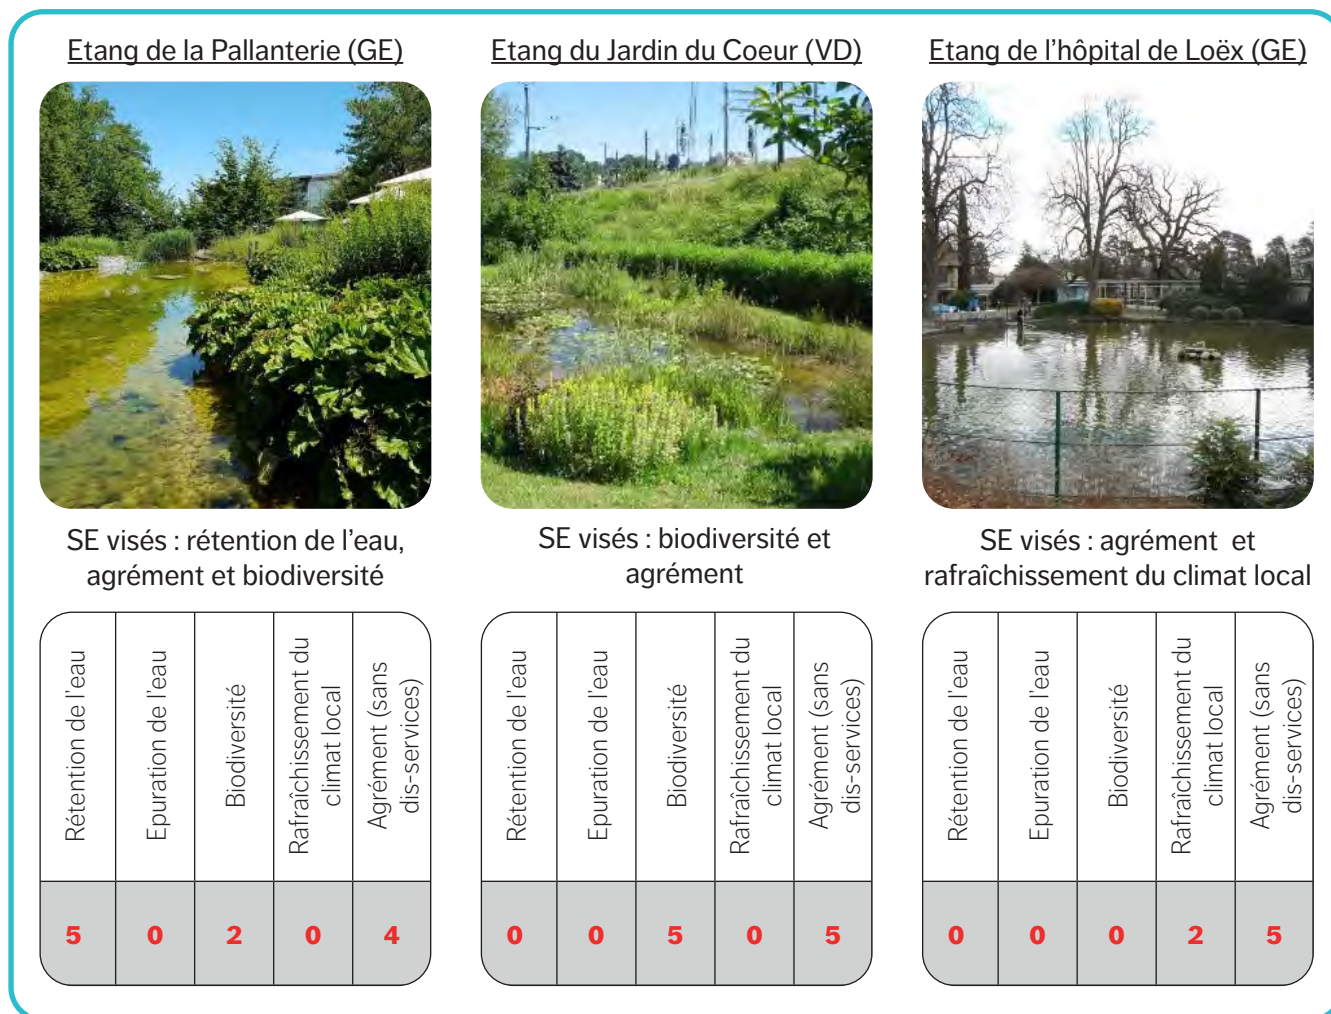 Etang de la Pallanterie (GE)
SE visés : rétention de l'eau,
agrément et biodiversité
Rétention de l'eau
Epuration de l'eau
Biodiversité
Rafraîchissement du
climat local
Agrément (sans
dis-services)
5 0 2 0 4
Etang du Jardin du Coeur (VD)
SE visés : biodiversité et
agrément
Rétention de l'eau
Epuration de l'eau
Biodiversité
Rafraîchissement du
climat local
Agrément (sans
dis-services)
0 0 5 0 5
Etang de l'hôpital de Loëx (GE)
SE visés : agrément et
rafraîchissement du climat local
Rétention de l'eau
Epuration de l'eau
Biodiversité
Rafraîchissement du
climat local
Agrément (sans
dis-services)
0 0 0 2 5